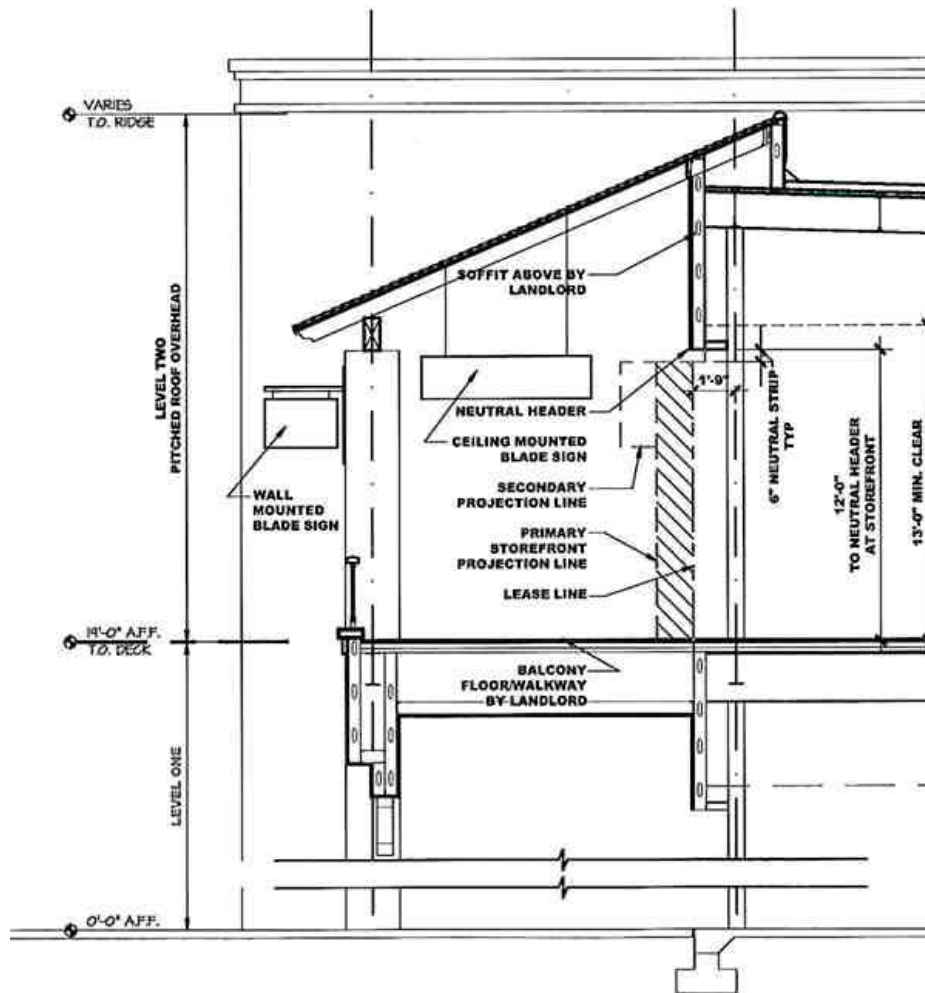 VARIES
T.O. RIDGE
LEVEL TWO
PITCHED ROOF OVERHEAD
SOFFIT ABOVE BY
LANDLORD
1'-9"
NEUTRAL HEADER
CEILING MOUNTED
BLADE SIGN
6" NEUTRAL STRIP
TYP
12'-0"
TO NEUTRAL HEADER
AT STOREFRONT
13'-0" MIN. CLEAR
WALL
MOUNTED
BLADE SIGN
SECONDARY
PROJECTION LINE
PRIMARY
STOREFRONT
PROJECTION LINE
LEASE LINE
19'-0" A.F.F.
T.O. DECK
BALCONY
FLOOR/WALKWAY
BY LANDLORD
LEVEL ONE
0'-0" A.F.F.